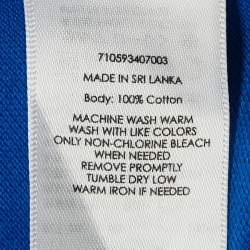 710593407003
MADE IN SRI LANKA
Body: 100% Cotton
MACHINE WASH WARM
WASH WITH LIKE COLORS
ONLY NON-CHLORINE BLEACH
WHEN NEEDED
REMOVE PROMPTLY
TUMBLE DRY LOW
WARM IRON IF NEEDED